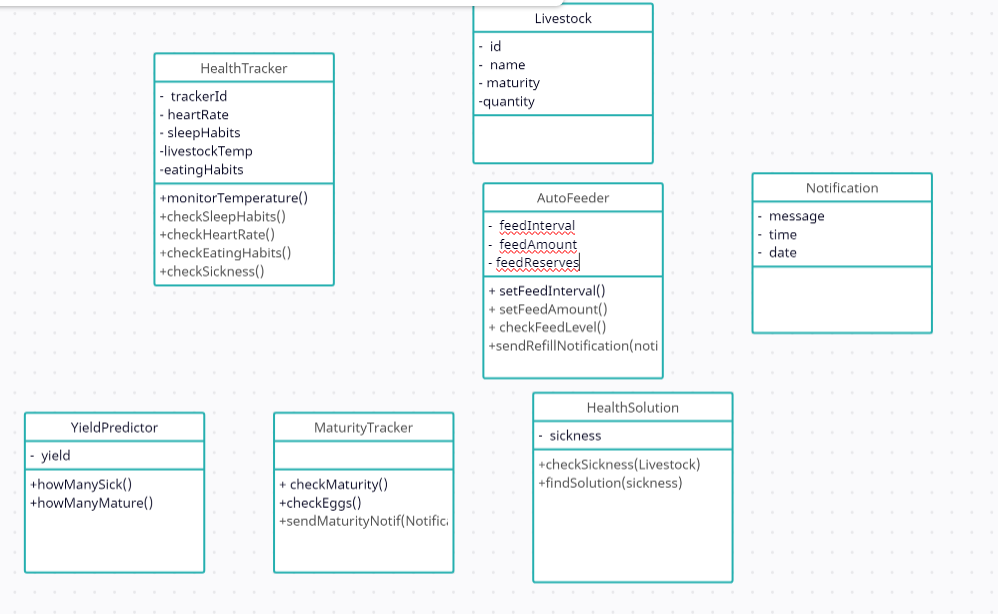 Livestock
- id
- name
- maturity
-quantity
HealthTracker
- trackerId
- heartRate
- sleepHabits
-livestockTemp
-eatingHabits
+monitorTemperature()
+checkSleepHabits()
+checkHeartRate()
+checkEatingHabits()
+checkSickness()
AutoFeeder
- feedInterval
- feedAmount
- feedReserves
+ setFeedInterval()
+ setFeedAmount()
+ checkFeedLevel()
+sendRefillNotification(noti
Notification
- message
- time
- date
YieldPredictor
- yield
+howManySick()
+howManyMature()
MaturityTracker
+ checkMaturity()
+checkEggs()
+sendMaturityNotif(Notific
HealthSolution
- sickness
+checkSickness(Livestock)
+findSolution(sickness)